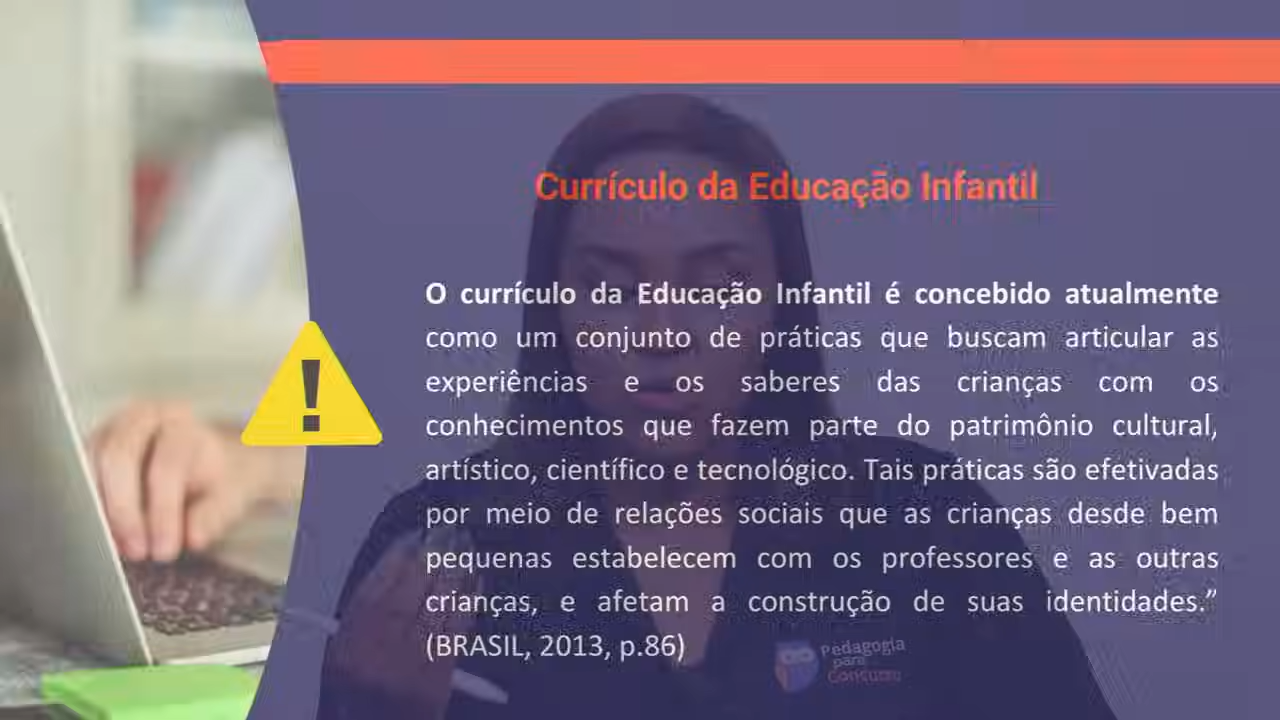 Currículo da Educação Infantil
O currículo da Educação Infantil é concebido atualmente
como um conjunto de práticas que buscam articular as
experiências e os saberes das crianças com os
conhecimentos que fazem parte do patrimônio cultural,
artístico, científico e tecnológico. Tais práticas são efetivadas
por meio de relações sociais que as crianças desde bem
pequenas estabelecem com os professores e as outras
crianças, e afetam a construção de suas identidades.”
(BRASIL, 2013, p.86)
Pedagogia
para
Concurso